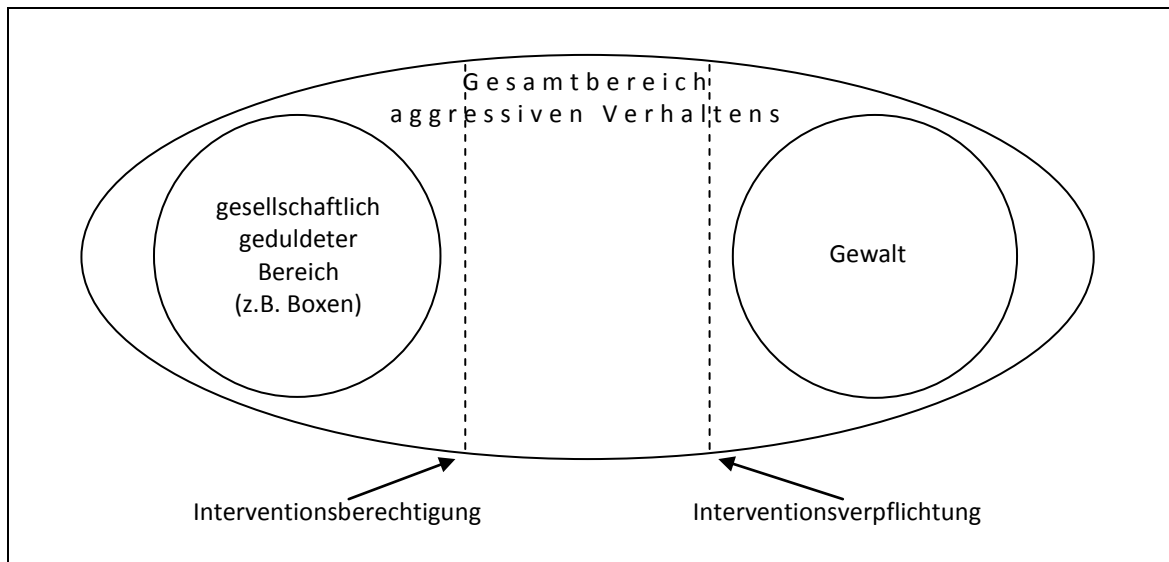 Gesamtbereich
aggressiven Verhaltens
gesellschaftlich
geduldeter
Bereich
(z.B. Boxen)
Gewalt
Interventionsberechtigung
Interventionsverpflichtung